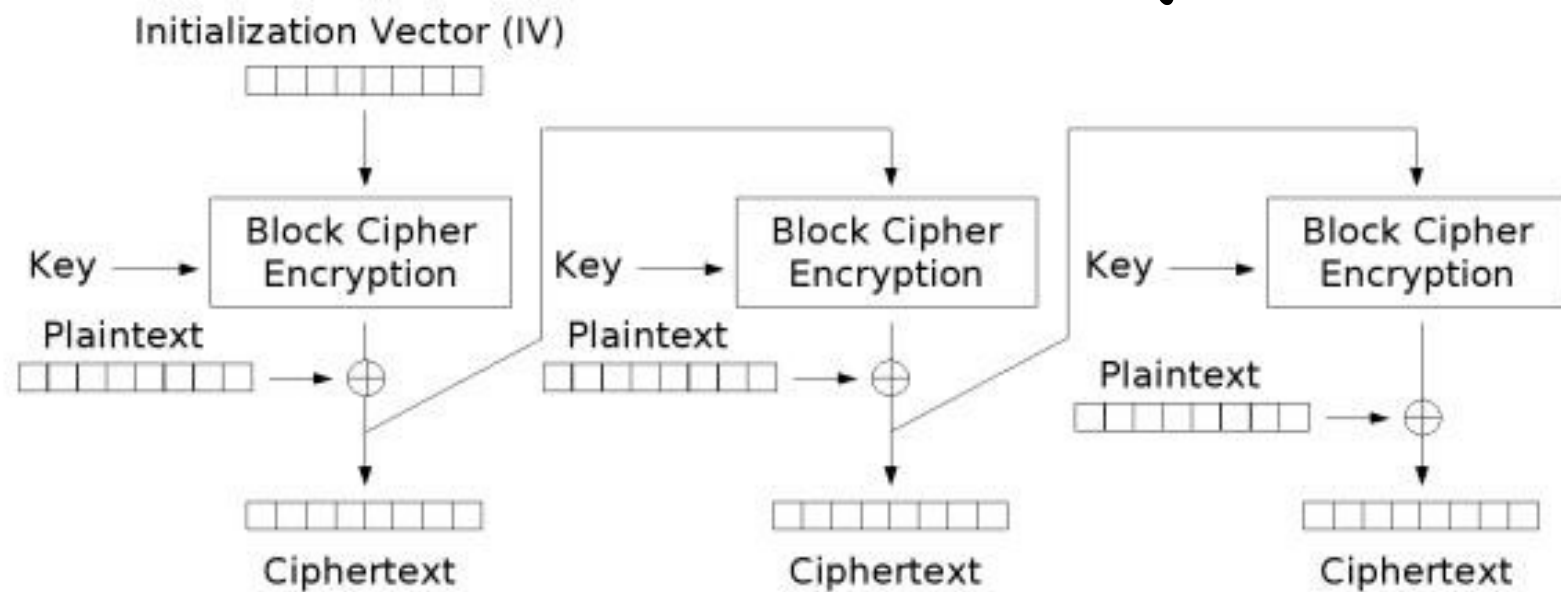 Initialization Vector (IV)
Block Cipher
Encryption
Key
Plaintext
Ciphertext
Block Cipher
Encryption
Key
Plaintext
Ciphertext
Block Cipher
Encryption
Key
Plaintext
Ciphertext